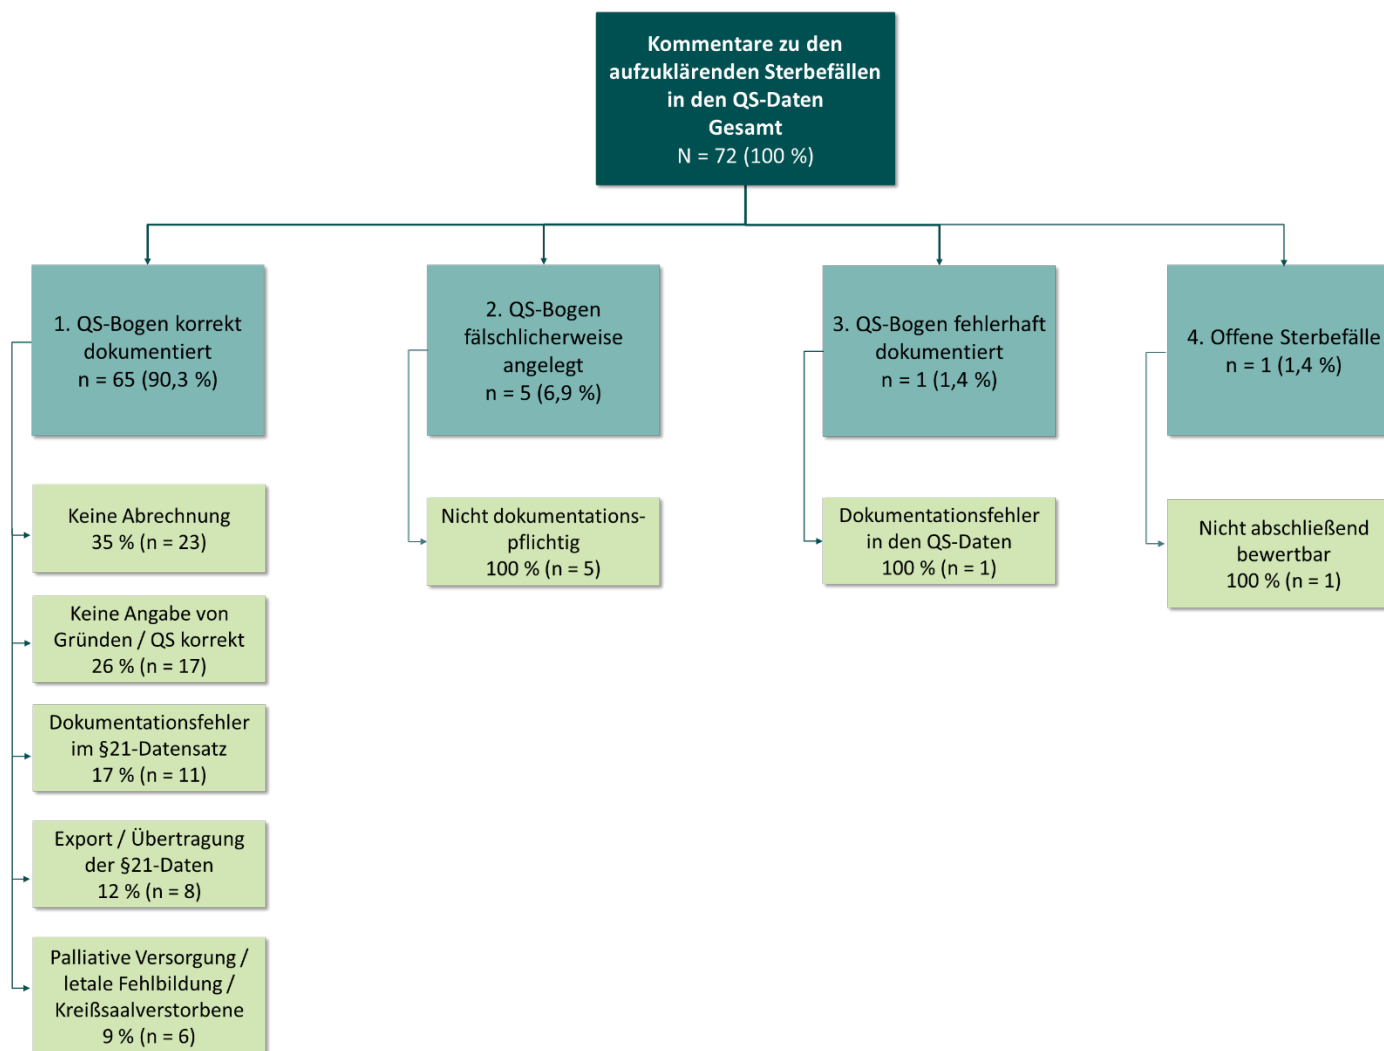 Kommentare zu den
aufzuklärenden Sterbefällen
in den QS-Daten
Gesamt
N = 72 (100 %)
1. QS-Bogen korrekt
dokumentiert
n = 65 (90,3 %)
2. QS-Bogen
fälschlicherweise
angelegt
n = 5 (6,9 %)
3. QS-Bogen fehlerhaft
dokumentiert
n = 1 (1,4 %)
4. Offene Sterbefälle
n = 1 (1,4 %)
Keine Abrechnung
35 % (n = 23)
Keine Angabe von
Gründen / QS korrekt
26 % (n = 17)
Dokumentationsfehler
im §21-Datensatz
17 % (n = 11)
Export / Übertragung
der §21-Daten
12 % (n = 8)
Palliative Versorgung /
letale Fehlbildung /
Kreißsaalverstorbene
9 % (n = 6)
Nicht dokumentations-
pflichtig
100 % (n = 5)
Dokumentationsfehler
in den QS-Daten
100 % (n = 1)
Nicht abschließend
bewertbar
100 % (n = 1)